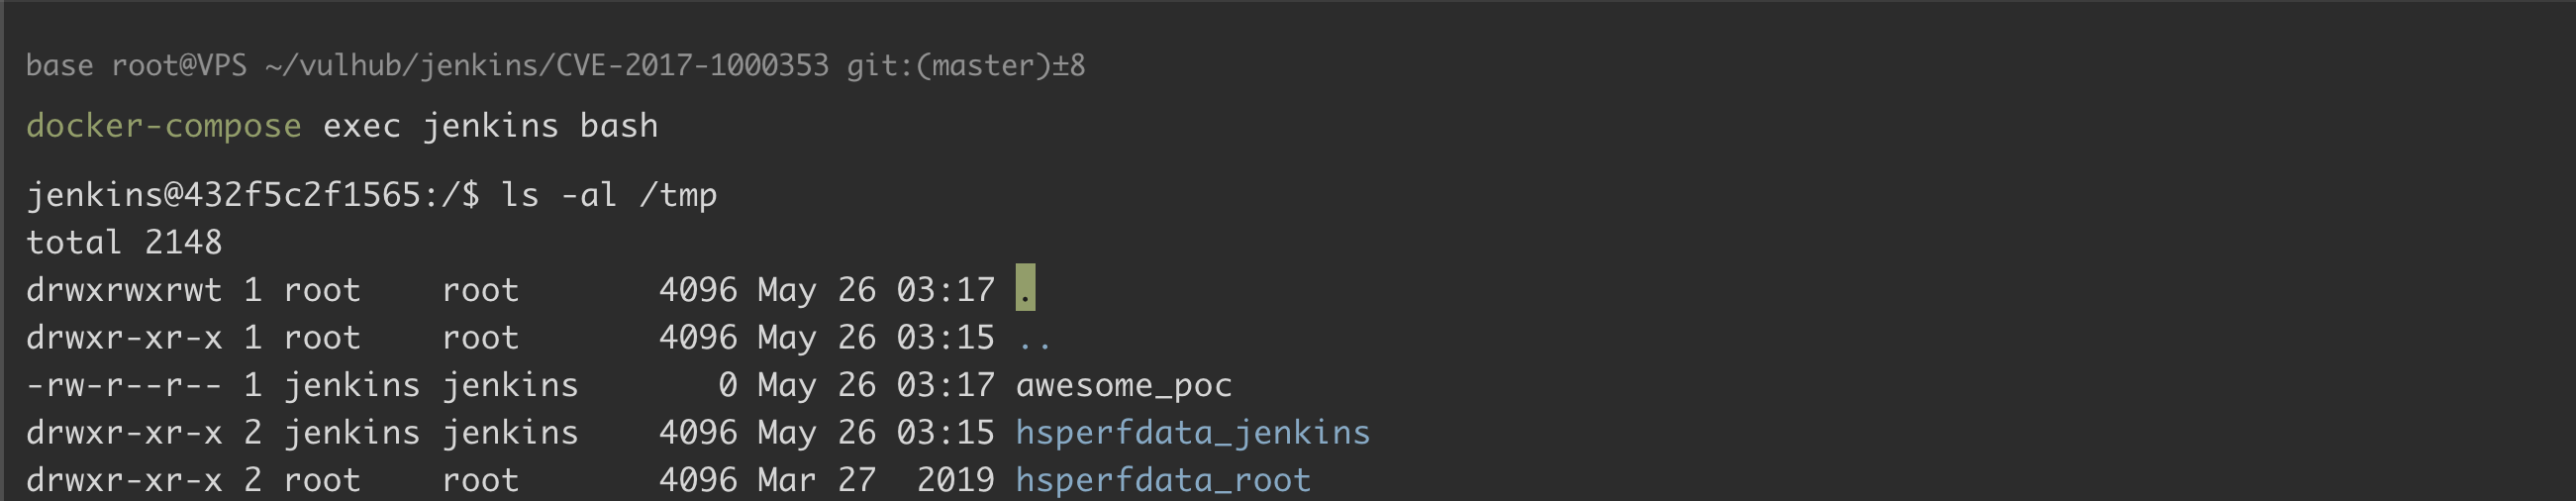 base root@VPS ~/vulhub/jenkins/CVE-2017-1000353 git:(master)±8
docker-compose exec jenkins bash
jenkins@432f5c2f1565:/$ ls -al /tmp
total 2148
drwxrwxrwt 1 root    root       4096 May 26 03:17 .
drwxr-xr-x 1 root    root       4096 May 26 03:15 ..
-rw-r--r-- 1 jenkins jenkins       0 May 26 03:17 awesome_poc
drwxr-xr-x 2 jenkins jenkins    4096 May 26 03:15 hsperfdata_jenkins
drwxr-xr-x 2 root    root       4096 Mar 27  2019 hsperfdata_root